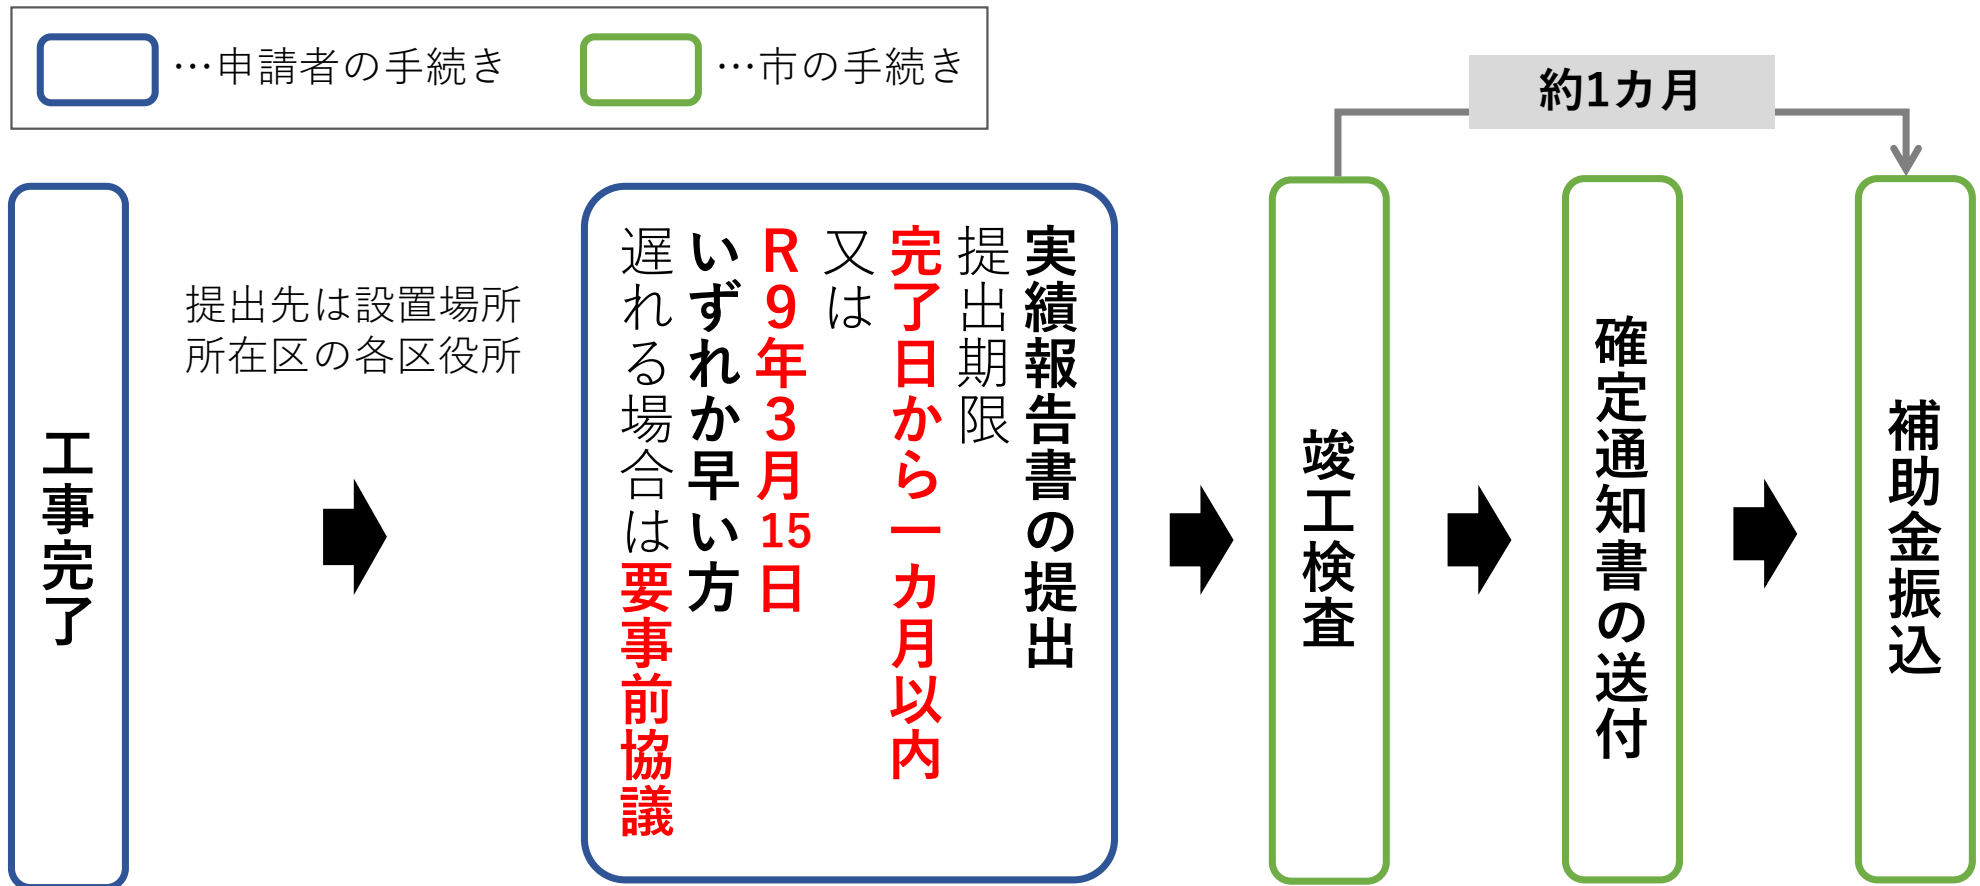 …申請者の手続き
…市の手続き
約1カ月
工事完了
提出先は設置場所
所在区の各区役所
実績報告書の提出
提出期限
完了日から一カ月以内
又は
R9年3月15日
いずれか早い方
遅れる場合は要事前協議
竣工検査
確定通知書の送付
補助金振込